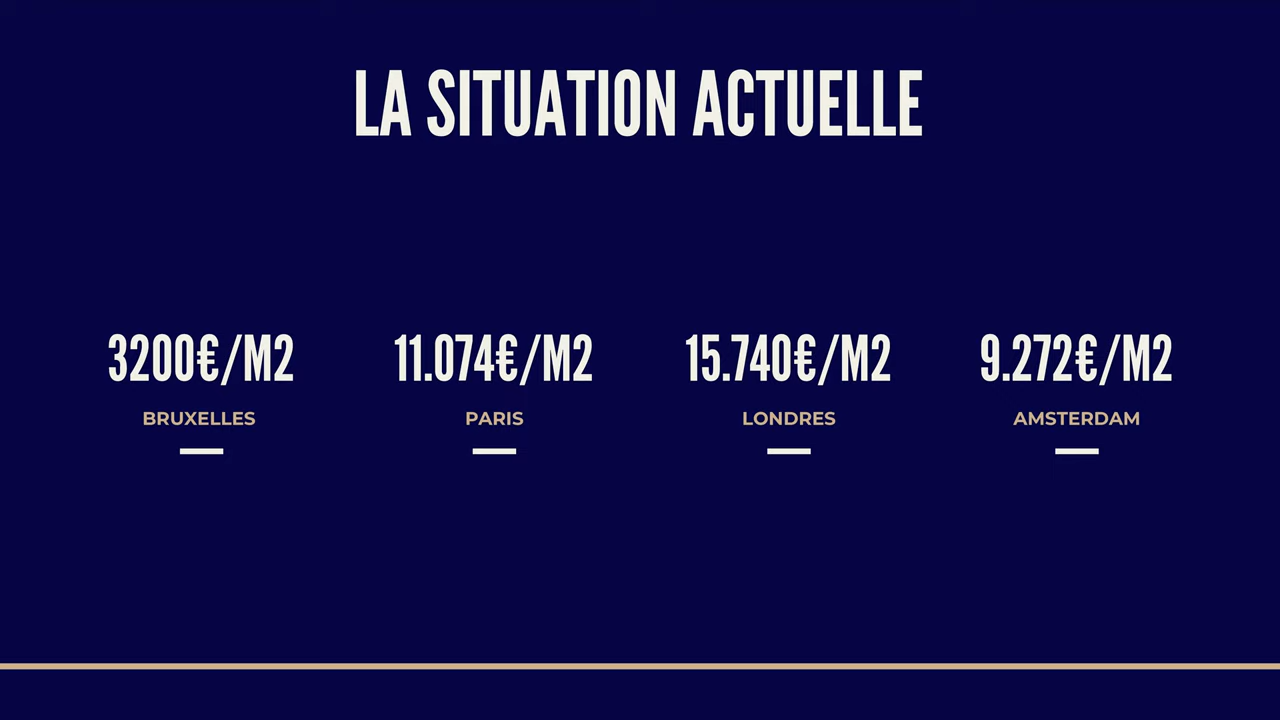 LA SITUATION ACTUELLE
3200€/M2
BRUXELLES
11.074€/M2
PARIS
15.740€/M2
LONDRES
9.272€/M2
AMSTERDAM